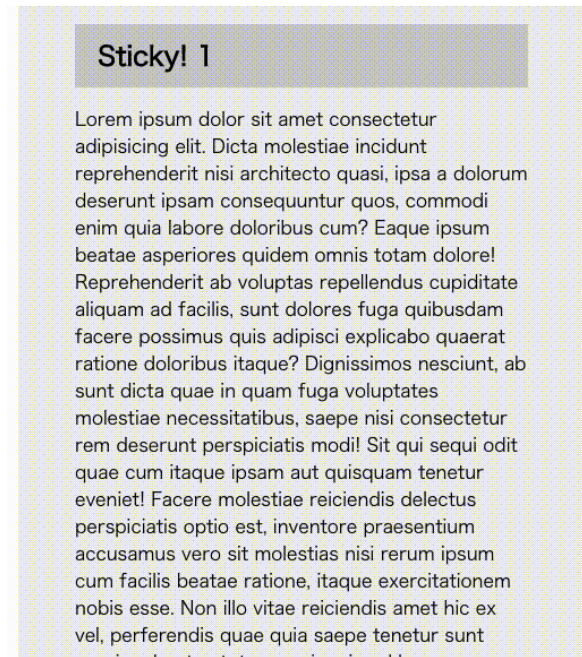 Sticky! 1
Lorem ipsum dolor sit amet consectetur
adipisicing elit. Dicta molestiae incidunt
reprehenderit nisi architecto quasi, ipsa a dolorum
deserunt ipsam consequuntur quos, commodi
enim quia labore doloribus cum? Eaque ipsum
beatae asperiores quidem omnis totam dolore!
Reprehenderit ab voluptas repellendus cupiditate
aliquam ad facilis, sunt dolores fuga quibusdam
facere possimus quis adipisci explicabo quaerat
ratione doloribus itaque? Dignissimos nesciunt, ab
sunt dicta quae in quam fuga voluptates
molestiae necessitatibus, saepe nisi consectetur
rem deserunt perspiciatis modi! Sit qui sequi odit
quae cum itaque ipsam aut quisquam tenetur
eveniet! Facere molestiae reiciendis delectus
perspiciatis optio est, inventore praesentium
accusamus vero sit molestias nisi rerum ipsum
cum facilis beatae ratione, itaque exercitationem
nobis esse. Non illo vitae reiciendis amet hic ex
vel, perferendis quae quia saepe tenetur sunt